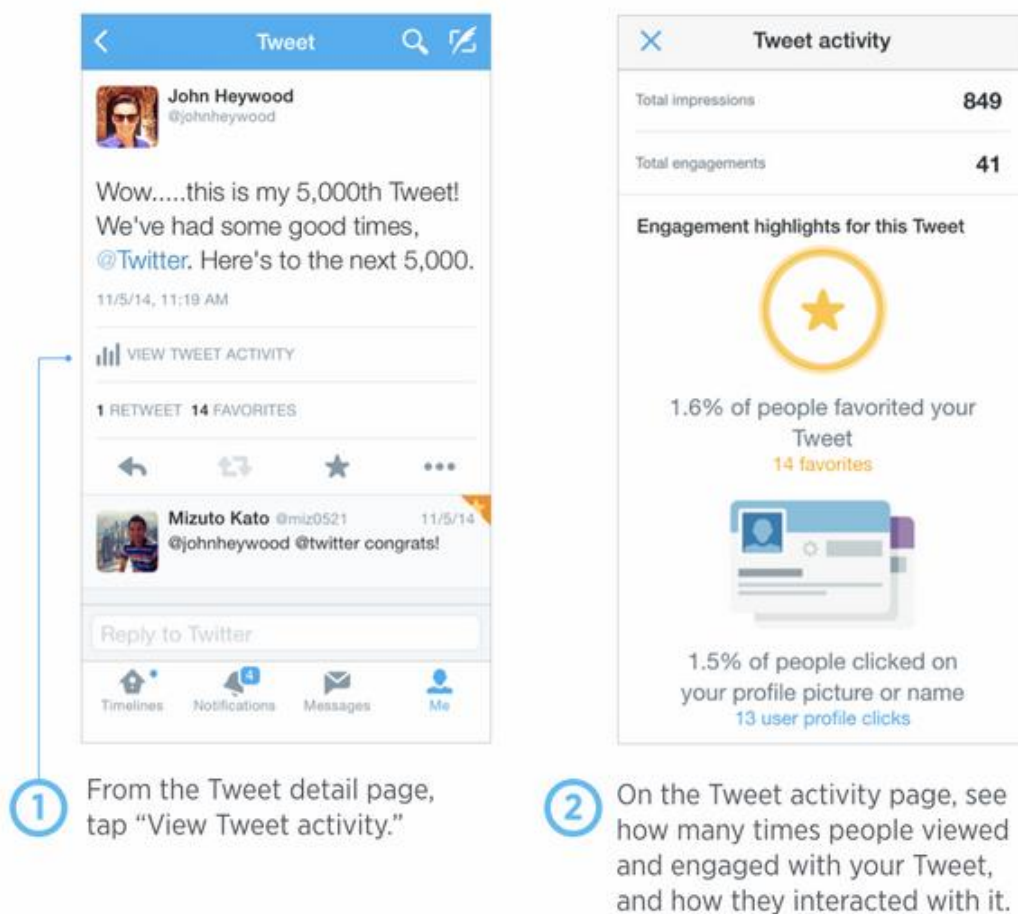 Tweet
John Heywood
@johnheywood
Wow.....this is my 5,000th Tweet!
We've had some good times,
@Twitter. Here's to the next 5,000.
11/5/14, 11:19 AM
VIEW TWEET ACTIVITY
1 RETWEET 14 FAVORITES
Mizuto Kato @miz0521 11/5/14
@johnheywood @twitter congrats!
Reply to Twitter
4
Timelines Notifications Messages Me
1 From the Tweet detail page,
tap “View Tweet activity.”
Tweet activity
Total impressions 849
Total engagements 41
Engagement highlights for this Tweet
1.6% of people favorited your
Tweet
14 favorites
1.5% of people clicked on
your profile picture or name
13 user profile clicks
2 On the Tweet activity page, see
how many times people viewed
and engaged with your Tweet,
and how they interacted with it.